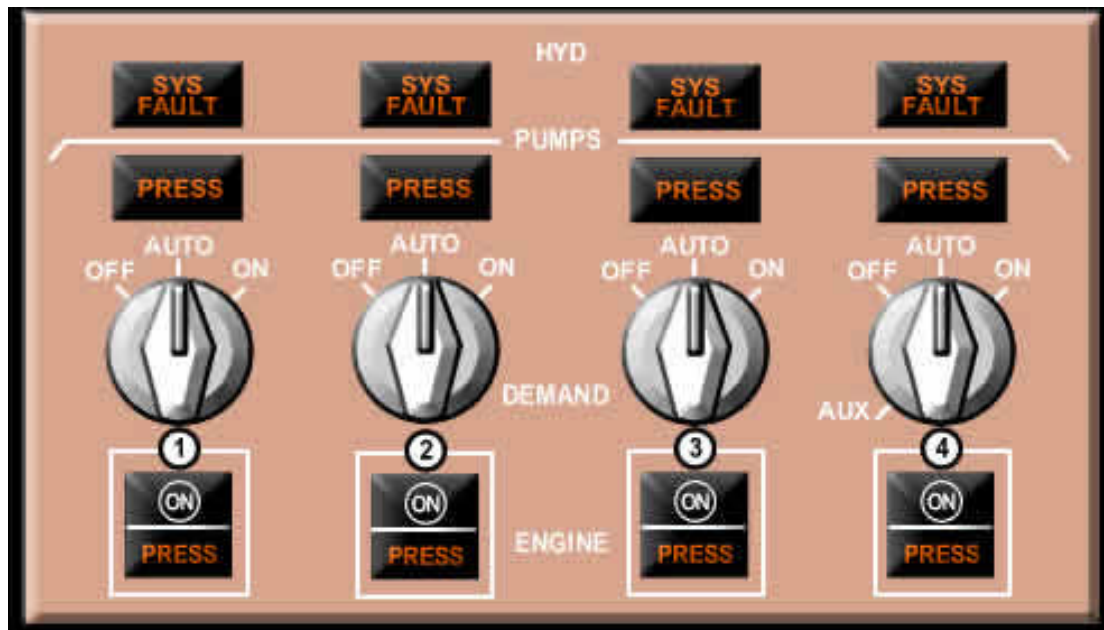 HYD
SYS FAULT SYS FAULT SYS FAULT SYS FAULT
PUMPS
PRESS PRESS PRESS PRESS
OFF AUTO ON OFF AUTO ON OFF AUTO ON OFF AUTO ON
DEMAND
AUX
1 2 3 4
ON ON ON ON
ENGINE
PRESS PRESS PRESS PRESS